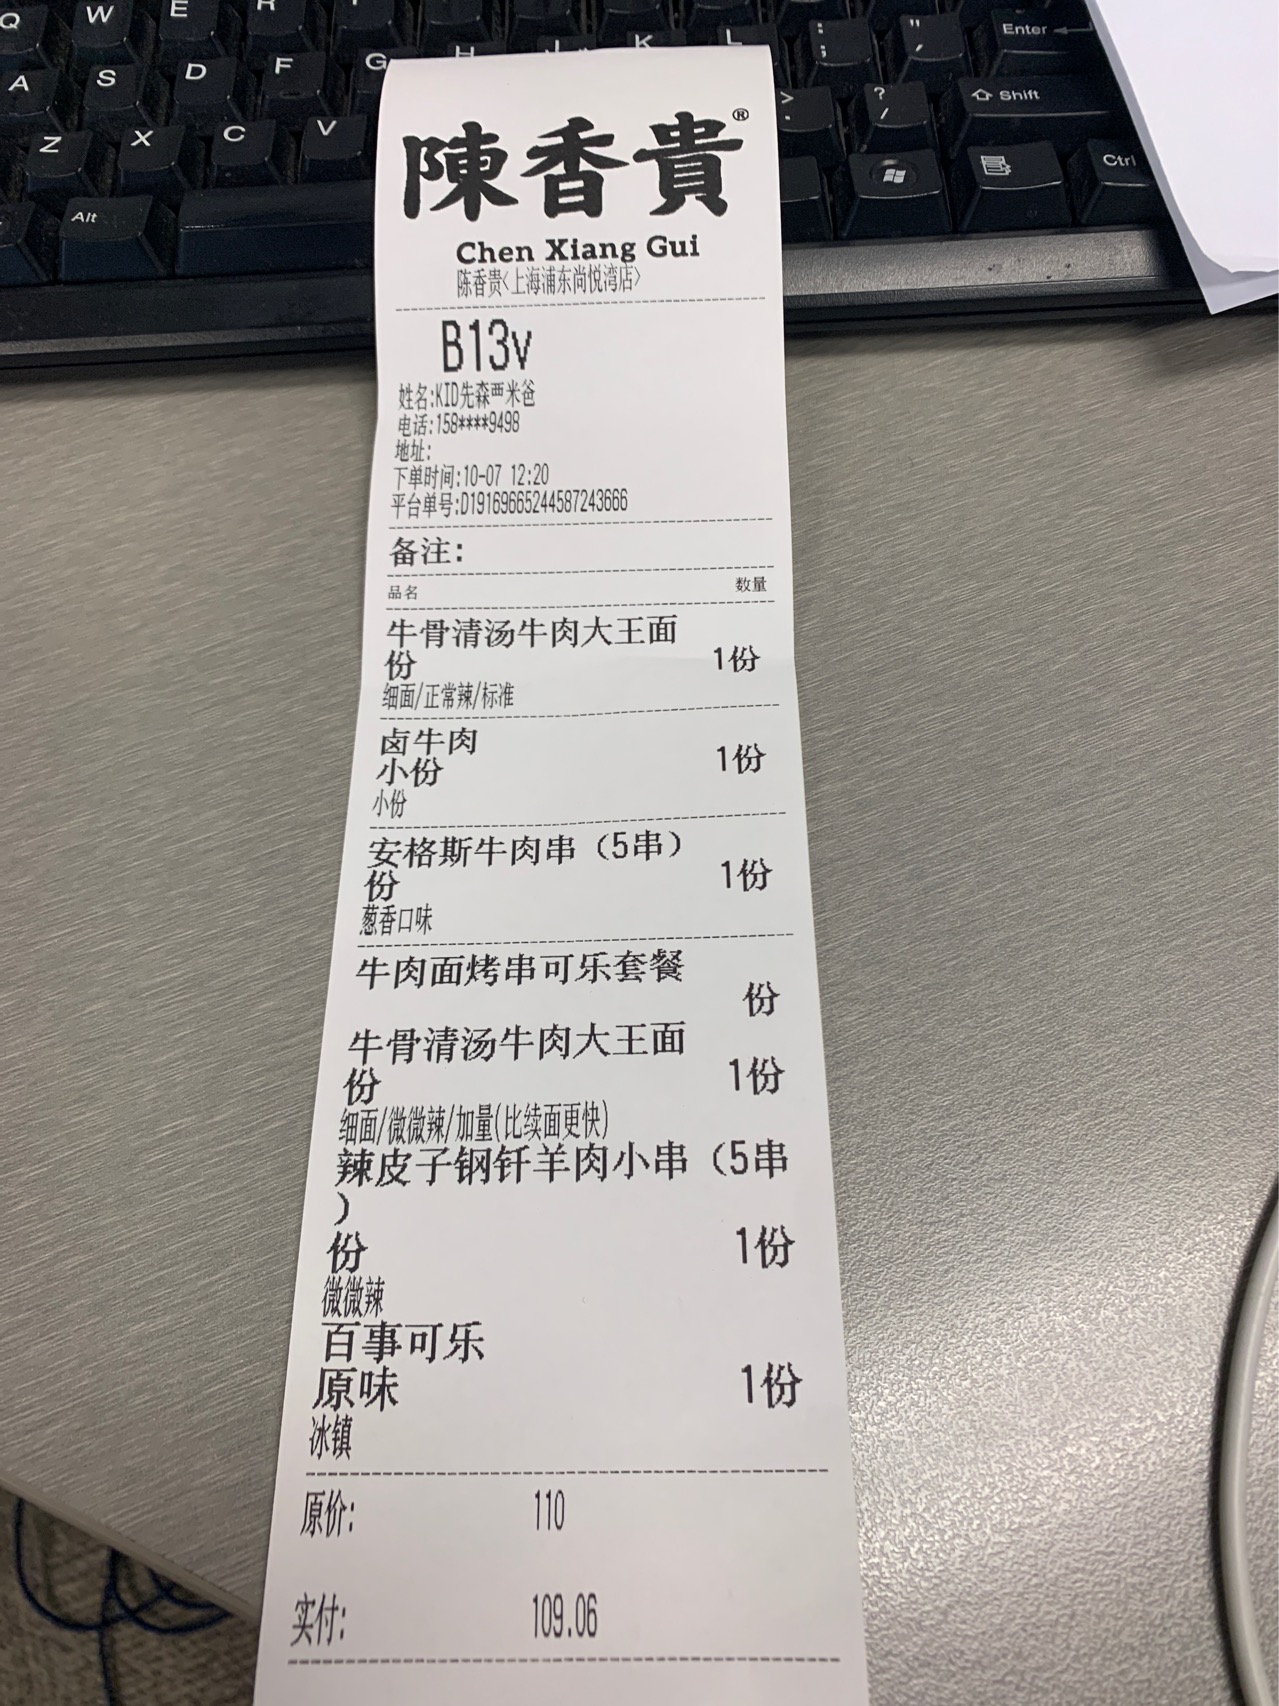 Q W E R
A S D F G H J K L : ; " ' Enter
Z X C V > . ? / Shift
Alt Ctrl
陳香貴®
Chen Xiang Gui
陈香贵<上海浦东尚悦湾店>
B13v
姓名:KID先森覀米爸
电话:158****9498
地址:
下单时间:10-07 12:20
平台单号:D19169665244587243666
备注:
品名 数量
牛骨清汤牛肉大王面
份 1份
细面/正常辣/标准
卤牛肉
小份 1份
小份
安格斯牛肉串（5串）
份 1份
葱香口味
牛肉面烤串可乐套餐
份
牛骨清汤牛肉大王面
份 1份
细面/微微辣/加量(比续面更快)
辣皮子钢钎羊肉小串（5串
）
份 1份
微微辣
百事可乐
原味 1份
冰镇
原价: 110
实付: 109.06